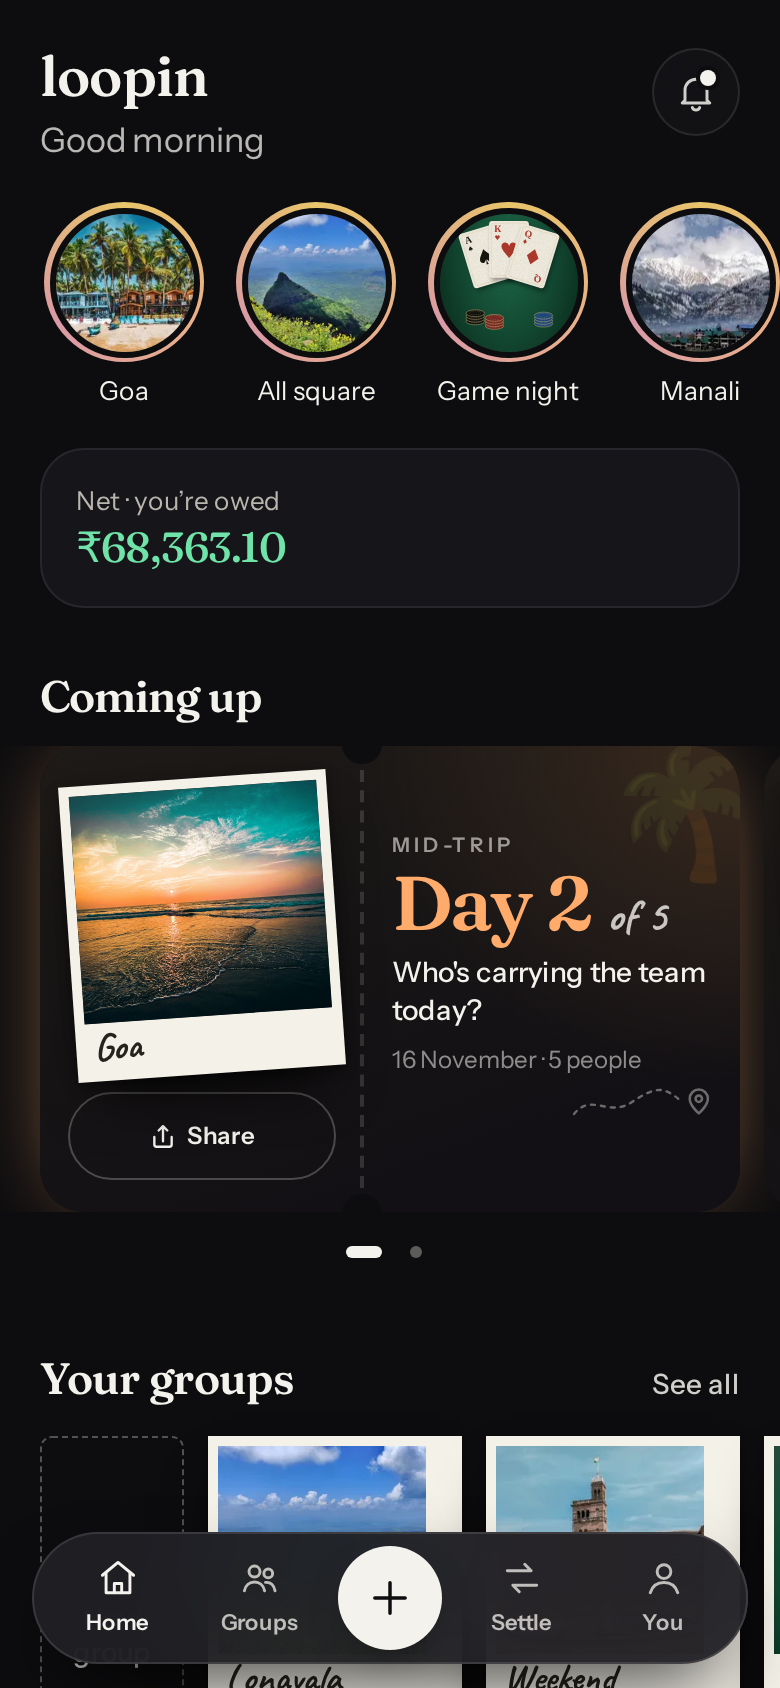 loopin
Good morning
Goa
All square
A K Q Q
Game night
Manali
Net · you're owed
₹68,363.10
Coming up
MID-TRIP
Day 2 of 5
Who's carrying the team
today?
16 November · 5 people
Goa
Share
Your groups
See all
group
Lonavala
Weekend
Home
Groups
Settle
You